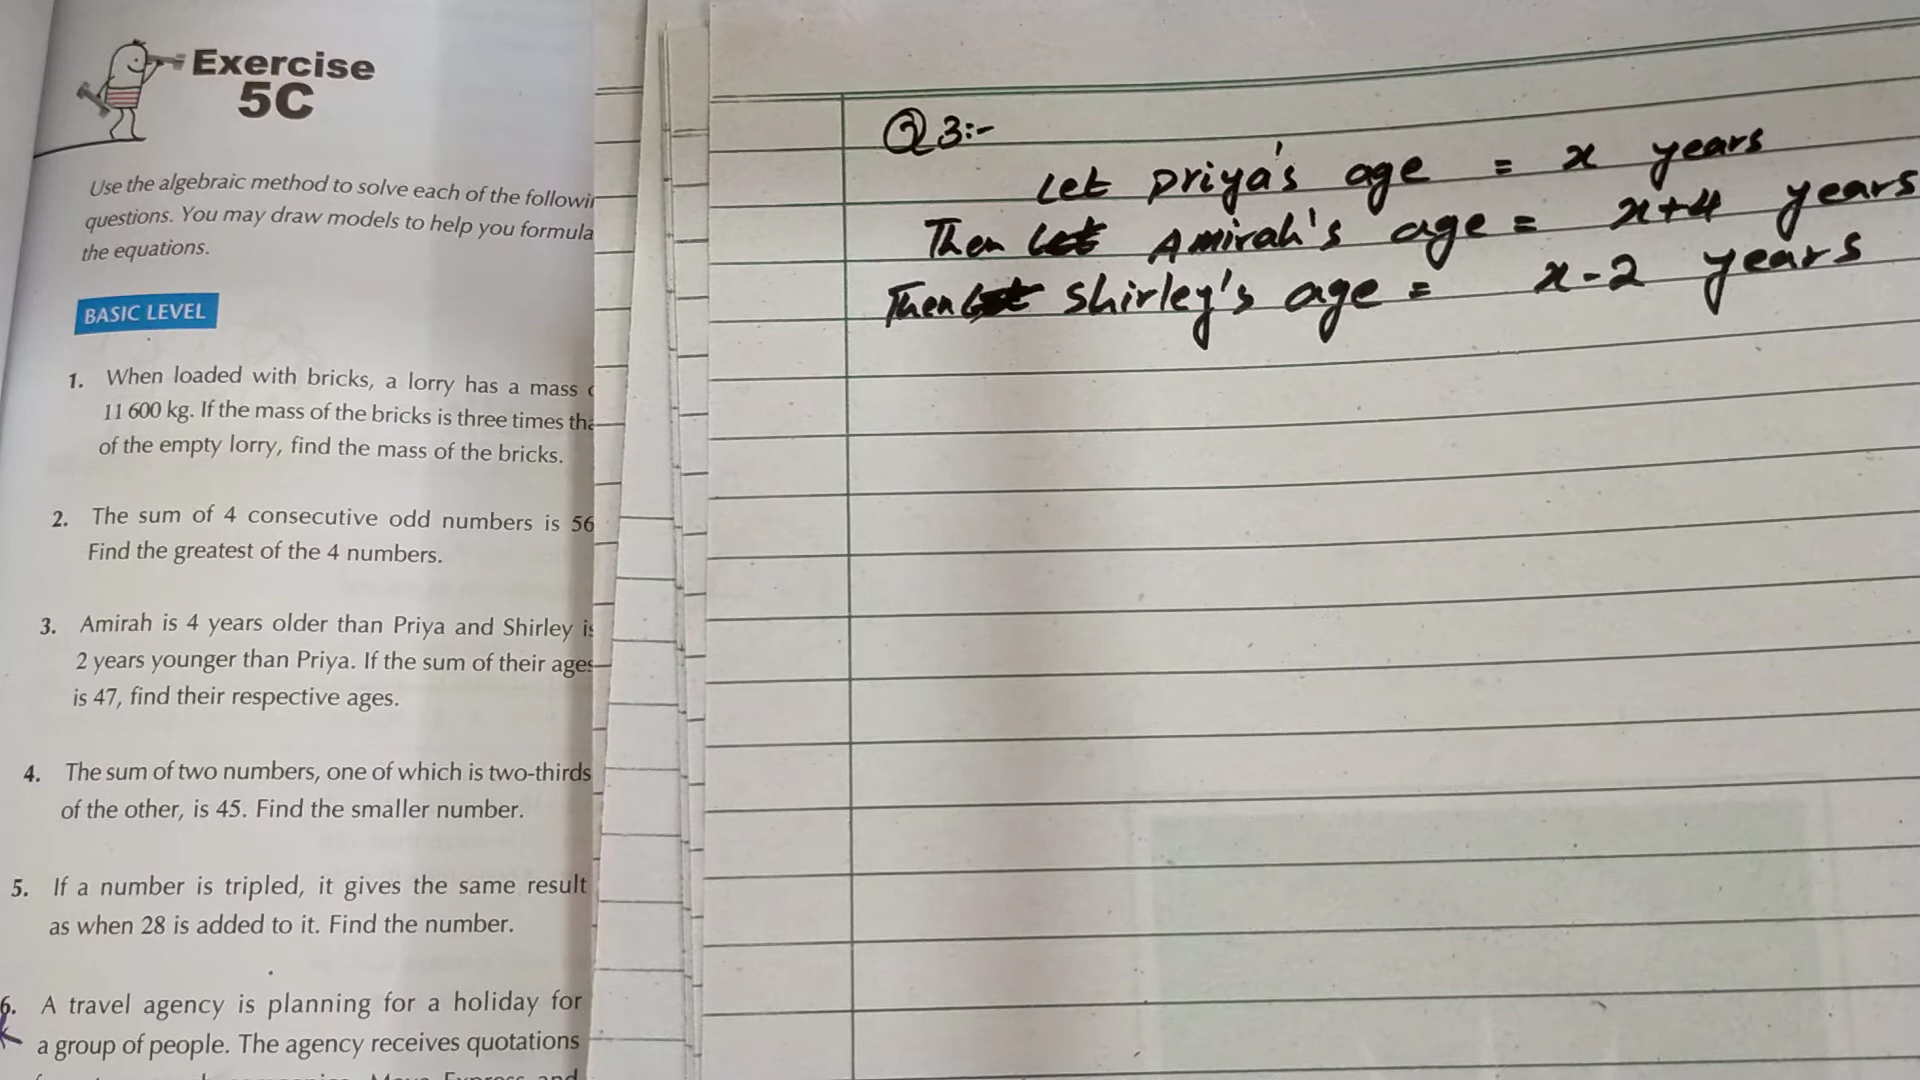 Exercise
5C
Use the algebraic method to solve each of the
questions. You may draw models to help you
the equations.
BASIC LEVEL
1. When loaded with bricks, a lorry has a mass
11 600 kg. If the mass of the bricks is three times
of the empty lorry, find the mass of the bricks.
2. The sum of 4 consecutive odd numbers is 56
Find the greatest of the 4 numbers.
3. Amirah is 4 years older than Priya and Shirley is
2 years younger than Priya. If the sum of their ages
is 47, find their respective ages.
4. The sum of two numbers, one of which is two-thirds
of the other, is 45. Find the smaller number.
5. If a number is tripled, it gives the same result
as when 28 is added to it. Find the number.
6. A travel agency is planning for a holiday for
a group of people. The agency receives quotations
Q3:-
Let priya's age = x years
Then Let Amirah's age = x+4 years
Then Let Shirley's age = x-2 years